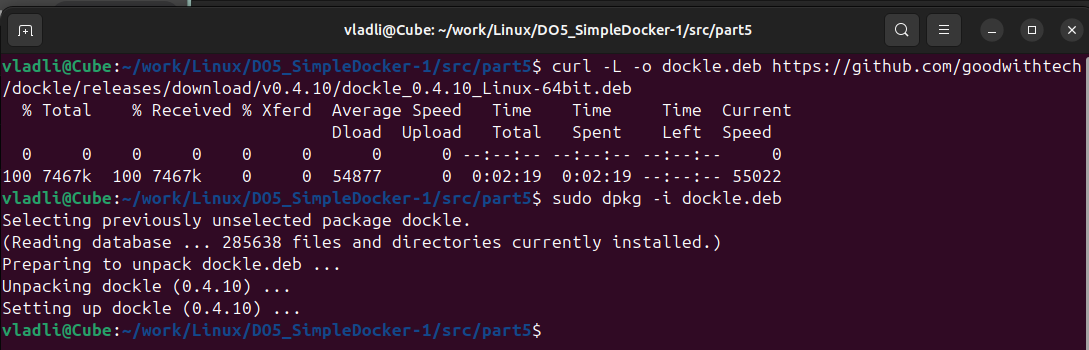 vladli@Cube: ~/work/Linux/DO5_SimpleDocker-1/src/part5
vladli@Cube:~/work/Linux/DO5_SimpleDocker-1/src/part5$ curl -L -o dockle.deb https://github.com/goodwithtech
/dockle/releases/download/v0.4.10/dockle_0.4.10_Linux-64bit.deb
  % Total    % Received % Xferd  Average Speed   Time    Time     Time  Current
                                 Dload  Upload   Total   Spent    Left  Speed
  0     0    0     0    0     0      0      0 --:--:-- --:--:-- --:--:--     0
100 7467k  100 7467k    0     0  54877      0  0:02:19  0:02:19 --:--:-- 55022
vladli@Cube:~/work/Linux/DO5_SimpleDocker-1/src/part5$ sudo dpkg -i dockle.deb
Selecting previously unselected package dockle.
(Reading database ... 285638 files and directories currently installed.)
Preparing to unpack dockle.deb ...
Unpacking dockle (0.4.10) ...
Setting up dockle (0.4.10) ...
vladli@Cube:~/work/Linux/DO5_SimpleDocker-1/src/part5$